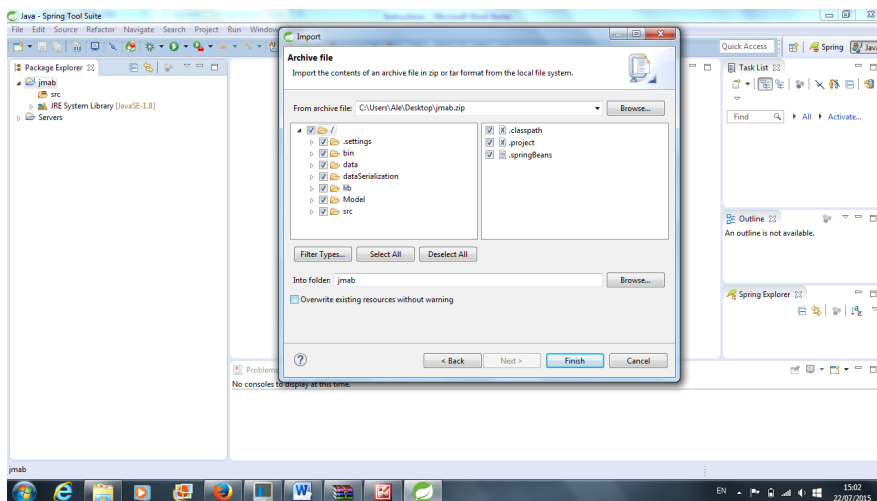 Java - Spring Tool Suite
File Edit Source Refactor Navigate Search Project Run Window
Quick Access
Spring
Java
Package Explorer
jmab
src
JRE System Library [JavaSE-1.8]
Servers
Import
Archive file
Import the contents of an archive file in zip or tar format from the local file system.
From archive file: C:\Users\Ale\Desktop\jmab.zip Browse...
/
.settings
bin
data
dataSerialization
lib
Model
src
.classpath
.project
.springBeans
Filter Types... Select All Deselect All
Into folder: jmab Browse...
Overwrite existing resources without warning
< Back Next > Finish Cancel
Task List
Find All Activate...
Outline
An outline is not available.
Spring Explorer
Problems
No consoles to display at this time.
jmab
EN
15:02
22/07/2015